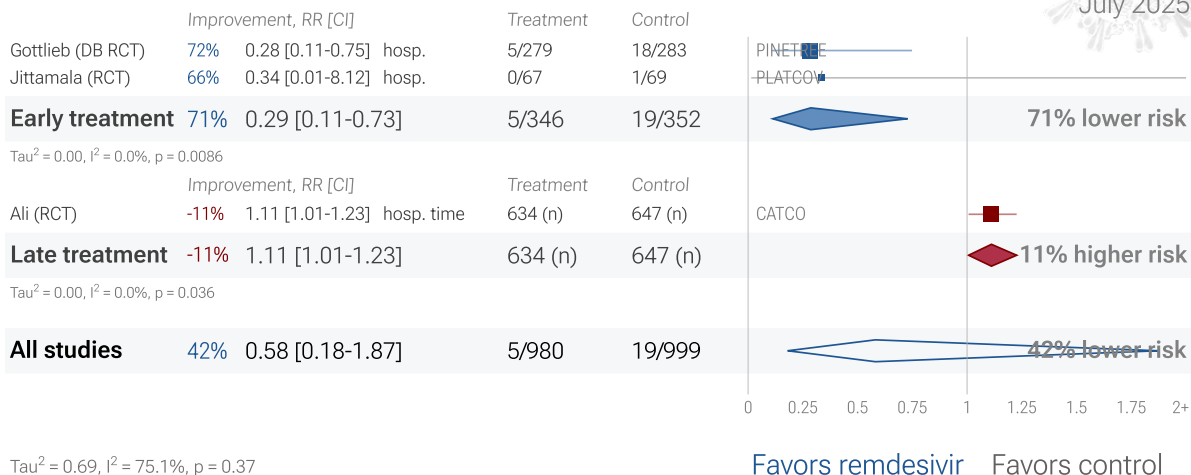 July 2025
Improvement, RR [CI] Treatment Control
Gottlieb (DB RCT) 72% 0.28 [0.11-0.75] hosp. 5/279 18/283 PINETREE
Jittamala (RCT) 66% 0.34 [0.01-8.12] hosp. 0/67 1/69 PLATCOV
Early treatment 71% 0.29 [0.11-0.73] 5/346 19/352 71% lower risk
Tau² = 0.00, I² = 0.0%, p = 0.0086
Improvement, RR [CI] Treatment Control
Ali (RCT) -11% 1.11 [1.01-1.23] hosp. time 634 (n) 647 (n) CATCO
Late treatment -11% 1.11 [1.01-1.23] 634 (n) 647 (n) 11% higher risk
Tau² = 0.00, I² = 0.0%, p = 0.036
All studies 42% 0.58 [0.18-1.87] 5/980 19/999 42% lower risk
0 0.25 0.5 0.75 1 1.25 1.5 1.75 2+
Tau² = 0.69, I² = 75.1%, p = 0.37 Favors remdesivir Favors control